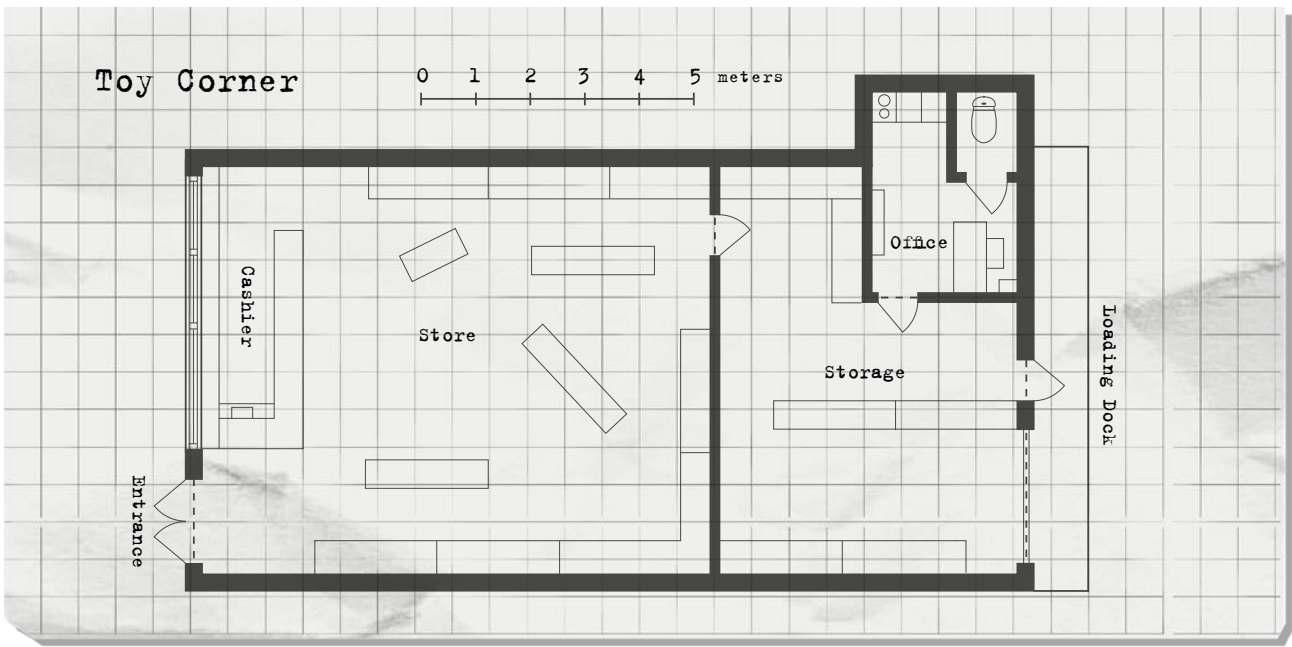 Toy Corner
0 1 2 3 4 5 meters
Office
Cashier
Store
Storage
Loading Dock
Entrance